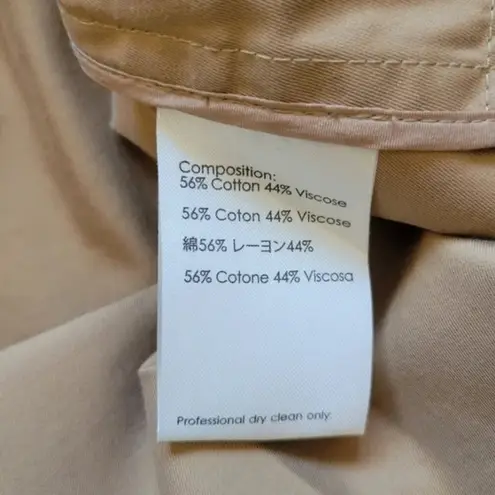 Composition:
56% Cotton 44% Viscose
56% Coton 44% Viscose
綿56% レーヨン44%
56% Cotone 44% Viscosa
Professional dry clean only.